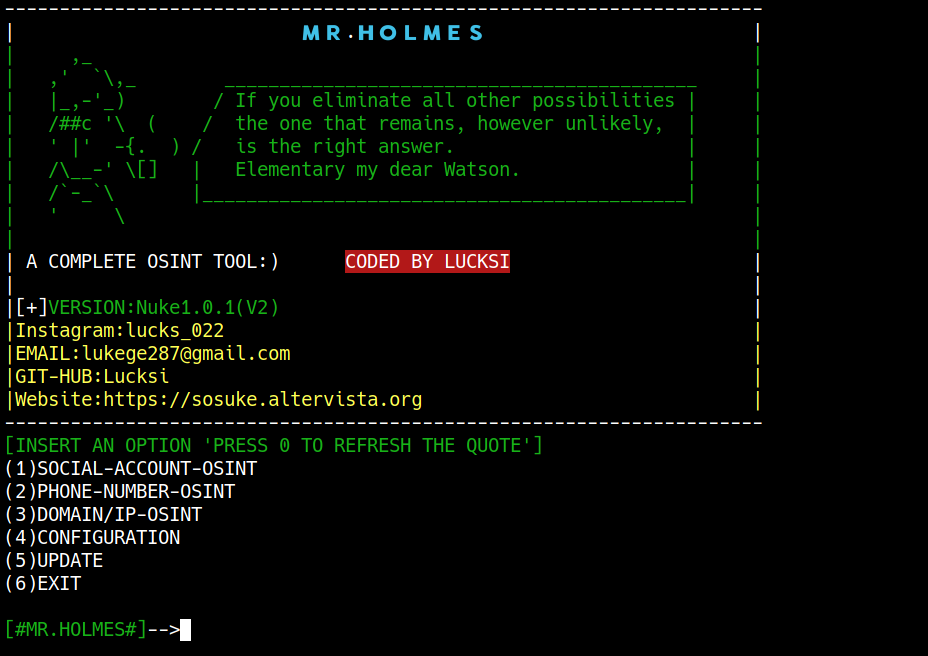 MR.HOLMES
If you eliminate all other possibilities
the one that remains, however unlikely,
is the right answer.
Elementary my dear Watson.
A COMPLETE OSINT TOOL:) CODED BY LUCKSI
[+]VERSION:Nuke1.0.1(V2)
Instagram:lucks_022
EMAIL:lukege287@gmail.com
GIT-HUB:Lucksi
Website:https://sosuke.altervista.org
[INSERT AN OPTION 'PRESS 0 TO REFRESH THE QUOTE']
(1)SOCIAL-ACCOUNT-OSINT
(2)PHONE-NUMBER-OSINT
(3)DOMAIN/IP-OSINT
(4)CONFIGURATION
(5)UPDATE
(6)EXIT
[#MR.HOLMES#]-->